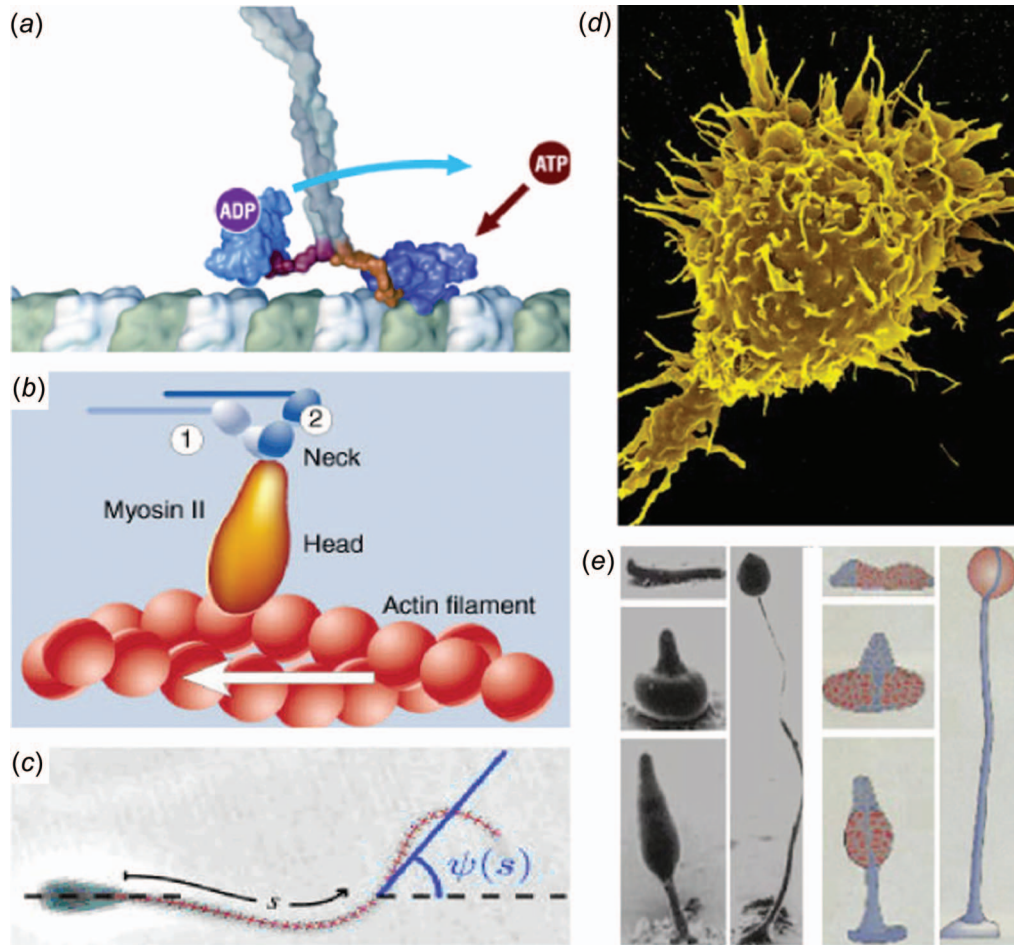 (a)
ADP
ATP
(b)
1
2
Neck
Myosin II
Head
Actin filament
(c)
s
ψ(s)
(d)
(e)